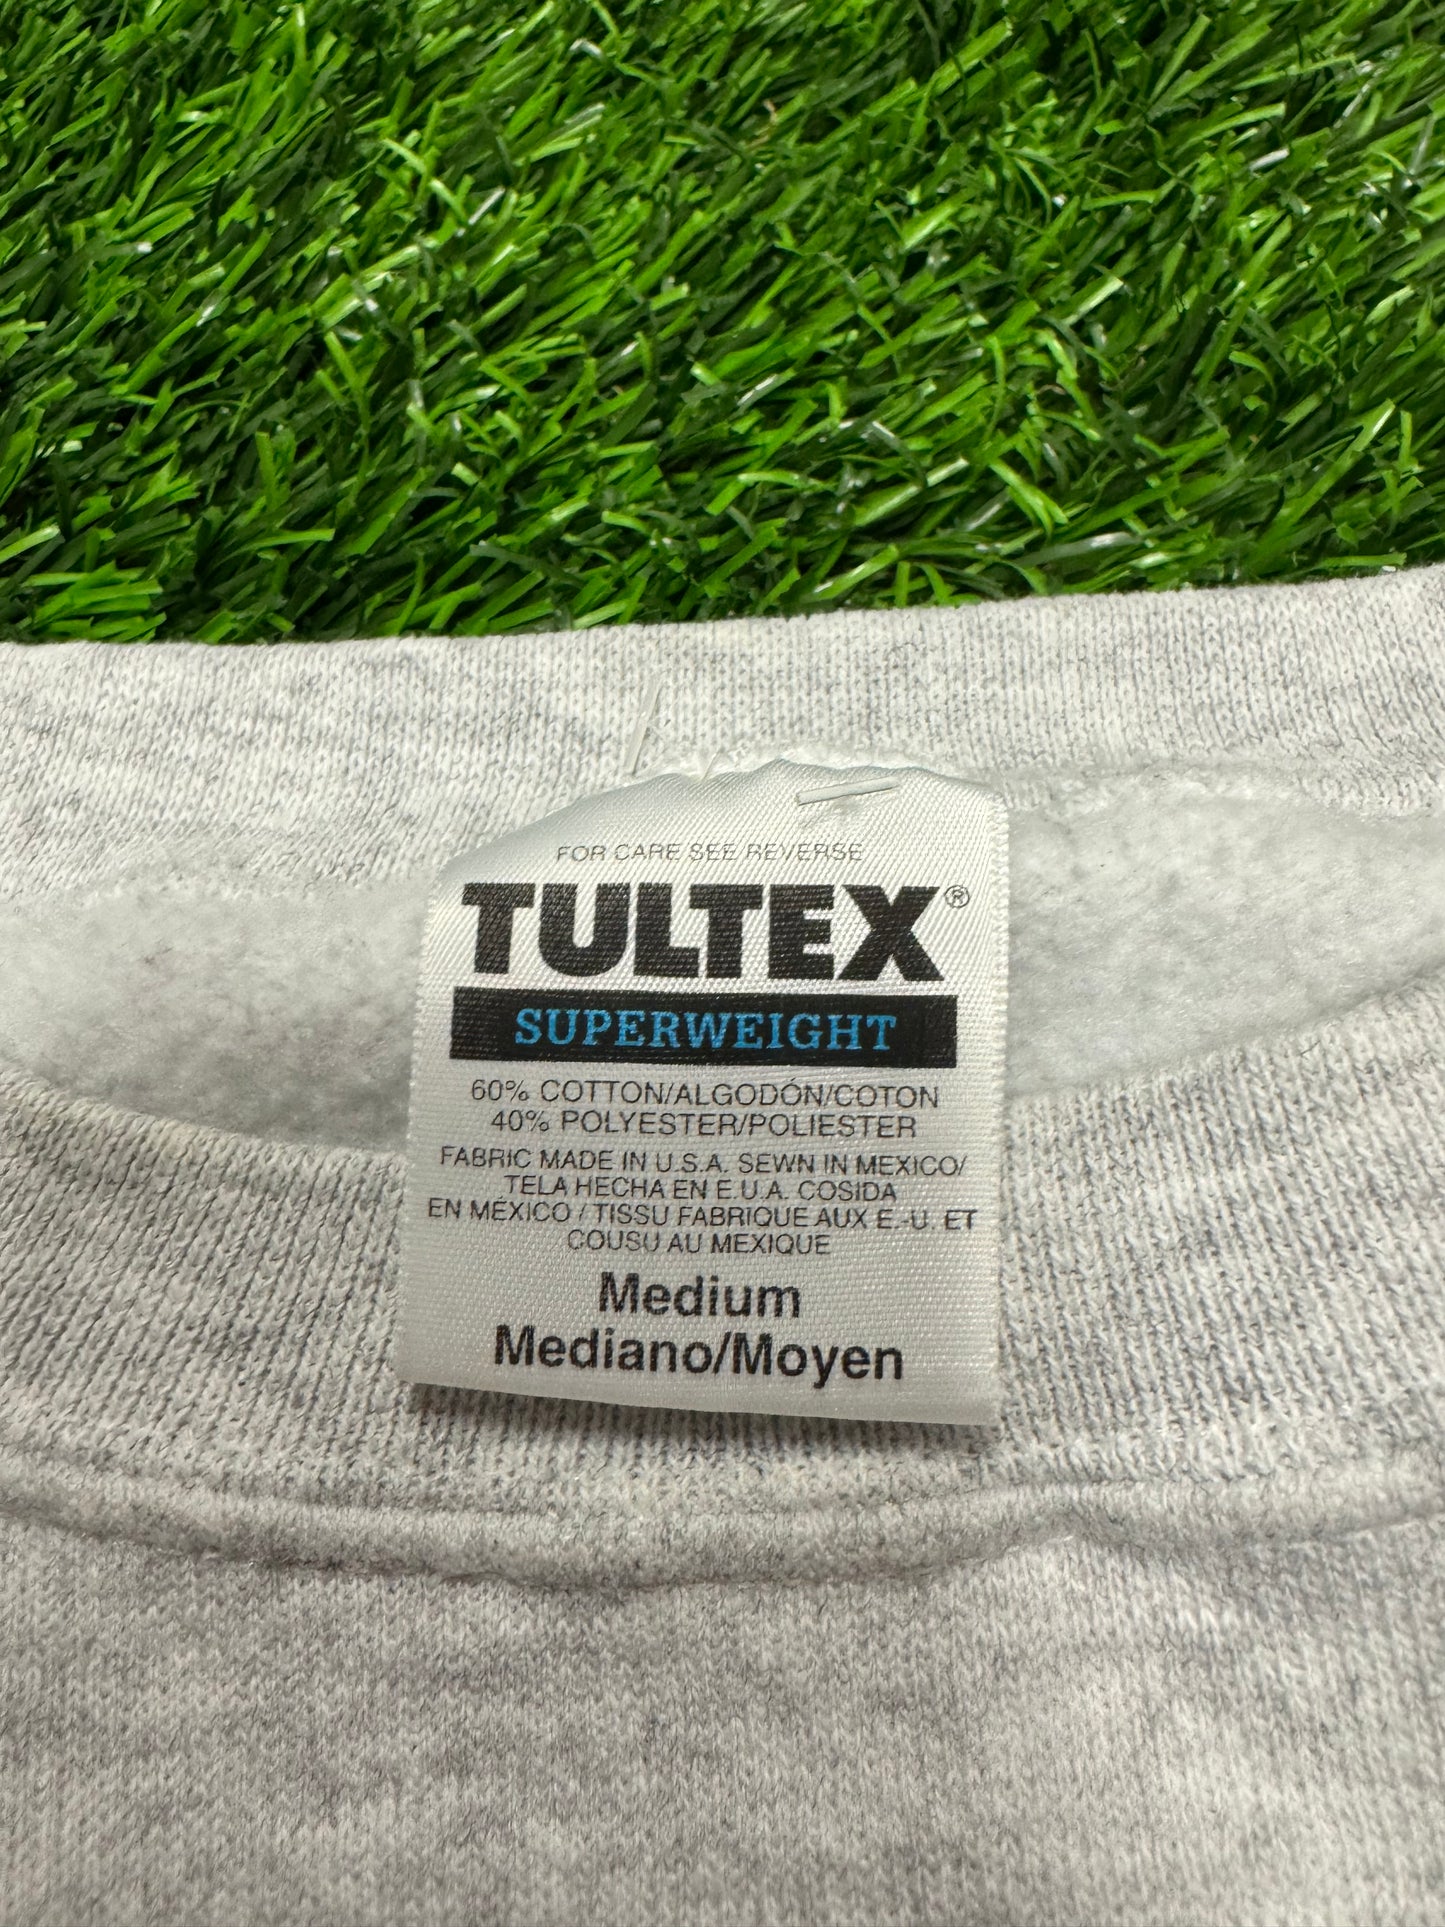 FOR CARE SEE REVERSE
TULTEX®
SUPERWEIGHT
60% COTTON/ALGODÓN/COTON
40% POLYESTER/POLIESTER
FABRIC MADE IN U.S.A. SEWN IN MEXICO/
TELA HECHA EN E.U.A. COSIDA
EN MÉXICO / TISSU FABRIQUE AUX E.-U. ET
COUSU AU MEXIQUE
Medium
Mediano/Moyen